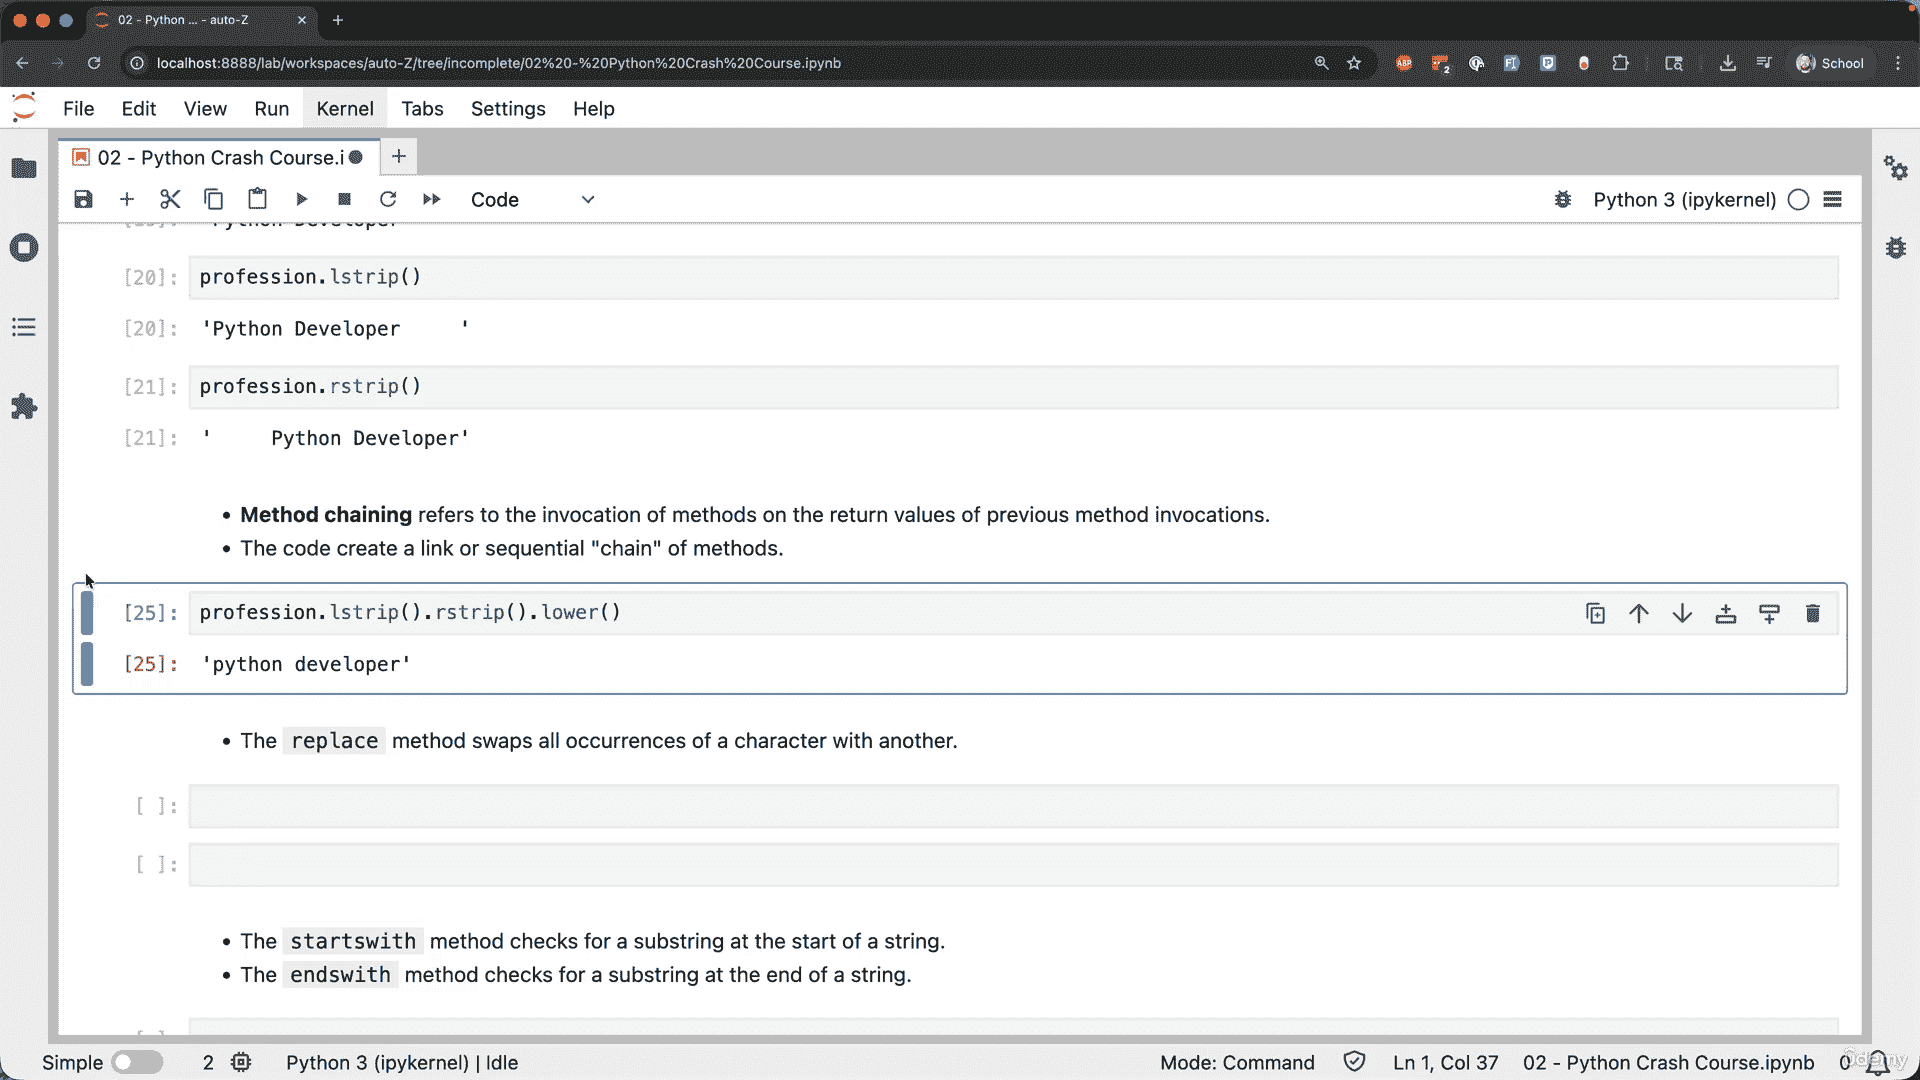 02 - Python ... - auto-Z
localhost:8888/lab/workspaces/auto-Z/tree/incomplete/02%20-%20Python%20Crash%20Course.ipynb
ABP
2
School
File Edit View Run Kernel Tabs Settings Help
02 - Python Crash Course.i
Code
Python 3 (ipykernel)
'Python Developer'
[20]: profession.lstrip()
[20]: 'Python Developer     '
[21]: profession.rstrip()
[21]: '     Python Developer'
• Method chaining refers to the invocation of methods on the return values of previous method invocations.
• The code create a link or sequential "chain" of methods.
[25]: profession.lstrip().rstrip().lower()
[25]: 'python developer'
• The replace method swaps all occurrences of a character with another.
[ ]:
[ ]:
• The startswith method checks for a substring at the start of a string.
• The endswith method checks for a substring at the end of a string.
[ ]:
Simple 2 Python 3 (ipykernel) | Idle Mode: Command Ln 1, Col 37 02 - Python Crash Course.ipynb 0
ûdemy